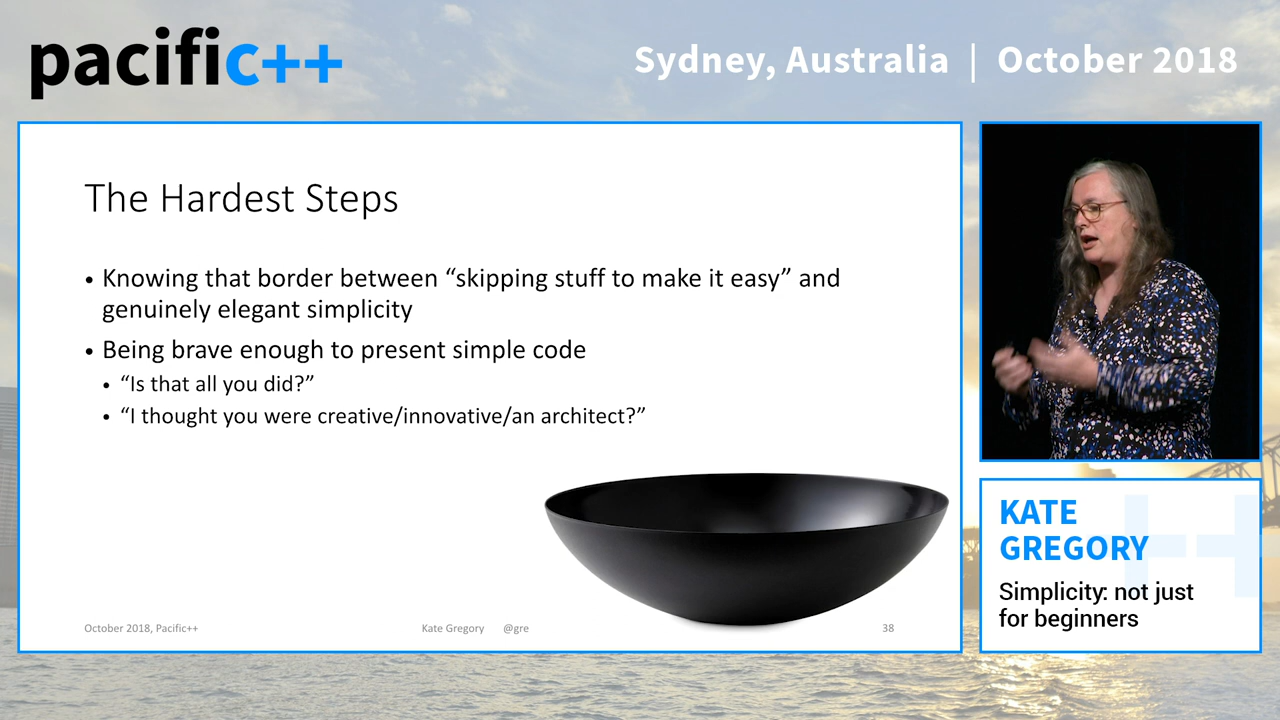 pacific++
Sydney, Australia | October 2018
The Hardest Steps
• Knowing that border between “skipping stuff to make it easy” and
genuinely elegant simplicity
• Being brave enough to present simple code
• “Is that all you did?”
• “I thought you were creative/innovative/an architect?”
October 2018, Pacific++
Kate Gregory @gre
38
KATE
GREGORY
Simplicity: not just
for beginners